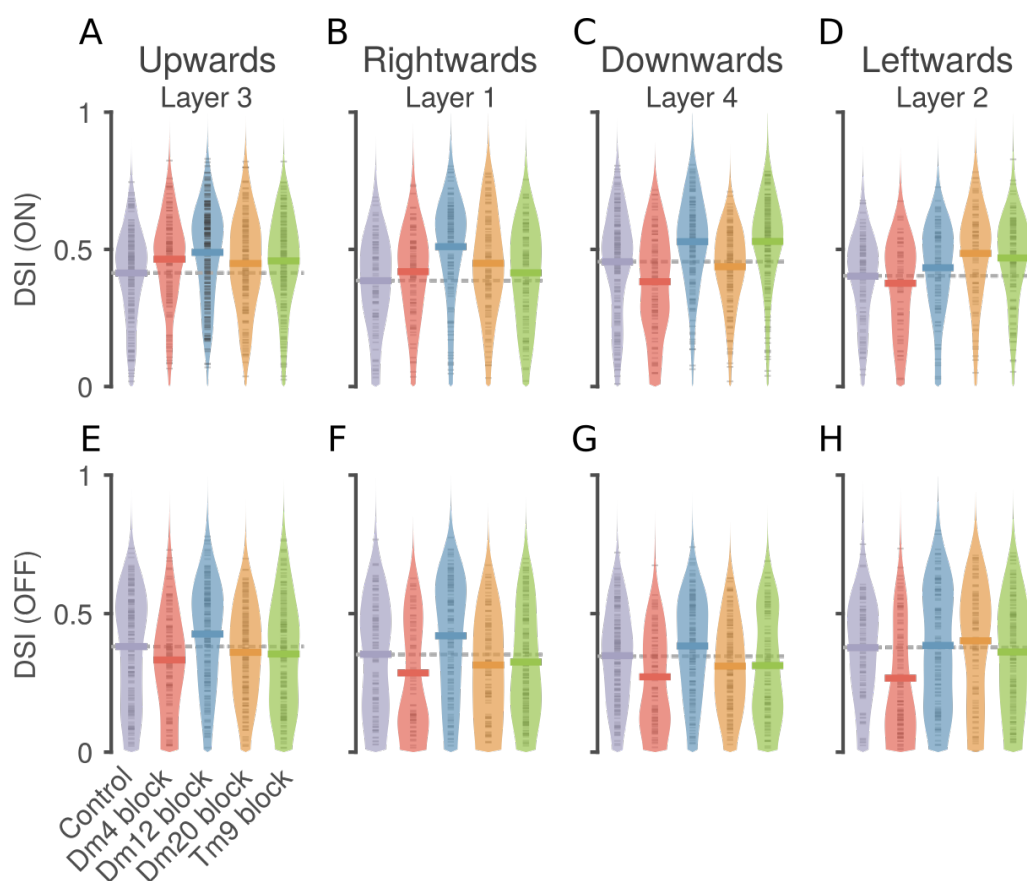 A
Upwards
Layer 3
B
Rightwards
Layer 1
C
Downwards
Layer 4
D
Leftwards
Layer 2
DSI (ON)
1
0.5
0
E
F
G
H
DSI (OFF)
1
0.5
0
Control
Dm4 block
Dm12 block
Dm20 block
Tm9 block